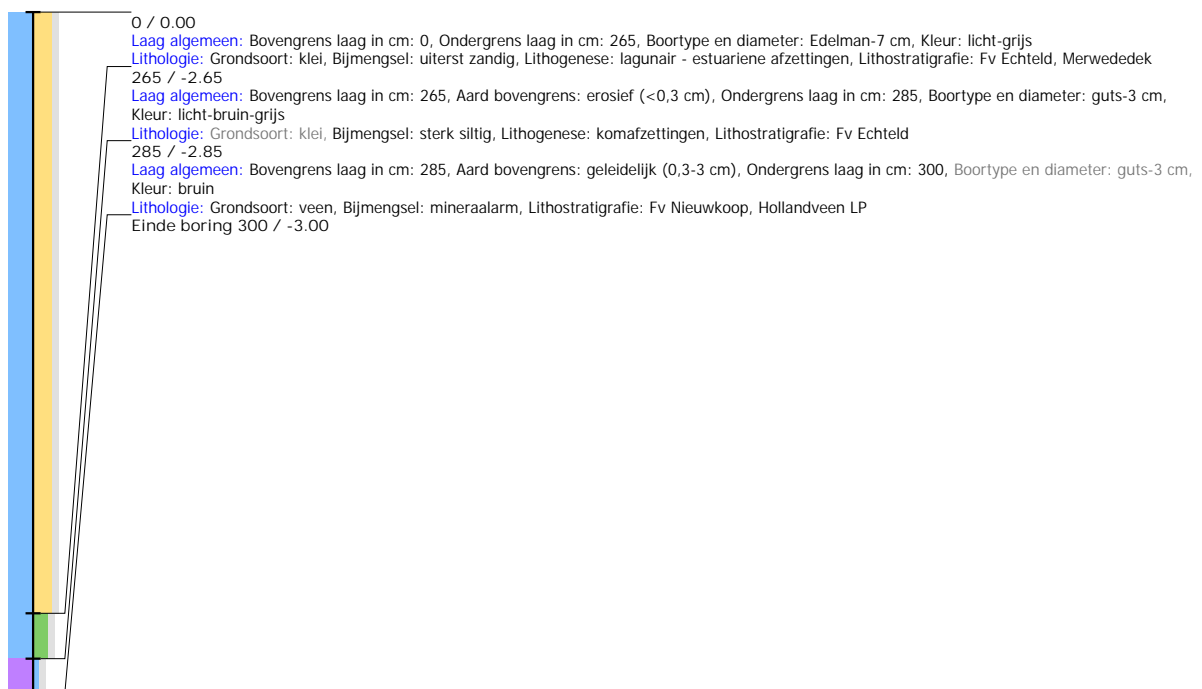 0 / 0.00
Laag algemeen: Bovengrens laag in cm: 0, Ondergrens laag in cm: 265, Boortype en diameter: Edelman-7 cm, Kleur: licht-grijs
Lithologie: Grondsoort: klei, Bijmengsel: uiterst zandig, Lithogenese: lagunair - estuariene afzettingen, Lithostratigrafie: Fv Echteld, Merwededek
265 / -2.65
Laag algemeen: Bovengrens laag in cm: 265, Aard bovengrens: erosief (<0,3 cm), Ondergrens laag in cm: 285, Boortype en diameter: guts-3 cm,
Kleur: licht-bruin-grijs
Lithologie: Grondsoort: klei, Bijmengsel: sterk siltig, Lithogenese: komafzettingen, Lithostratigrafie: Fv Echteld
285 / -2.85
Laag algemeen: Bovengrens laag in cm: 285, Aard bovengrens: geleidelijk (0,3-3 cm), Ondergrens laag in cm: 300, Boortype en diameter: guts-3 cm,
Kleur: bruin
Lithologie: Grondsoort: veen, Bijmengsel: mineraalarm, Lithostratigrafie: Fv Nieuwkoop, Hollandveen LP
Einde boring 300 / -3.00